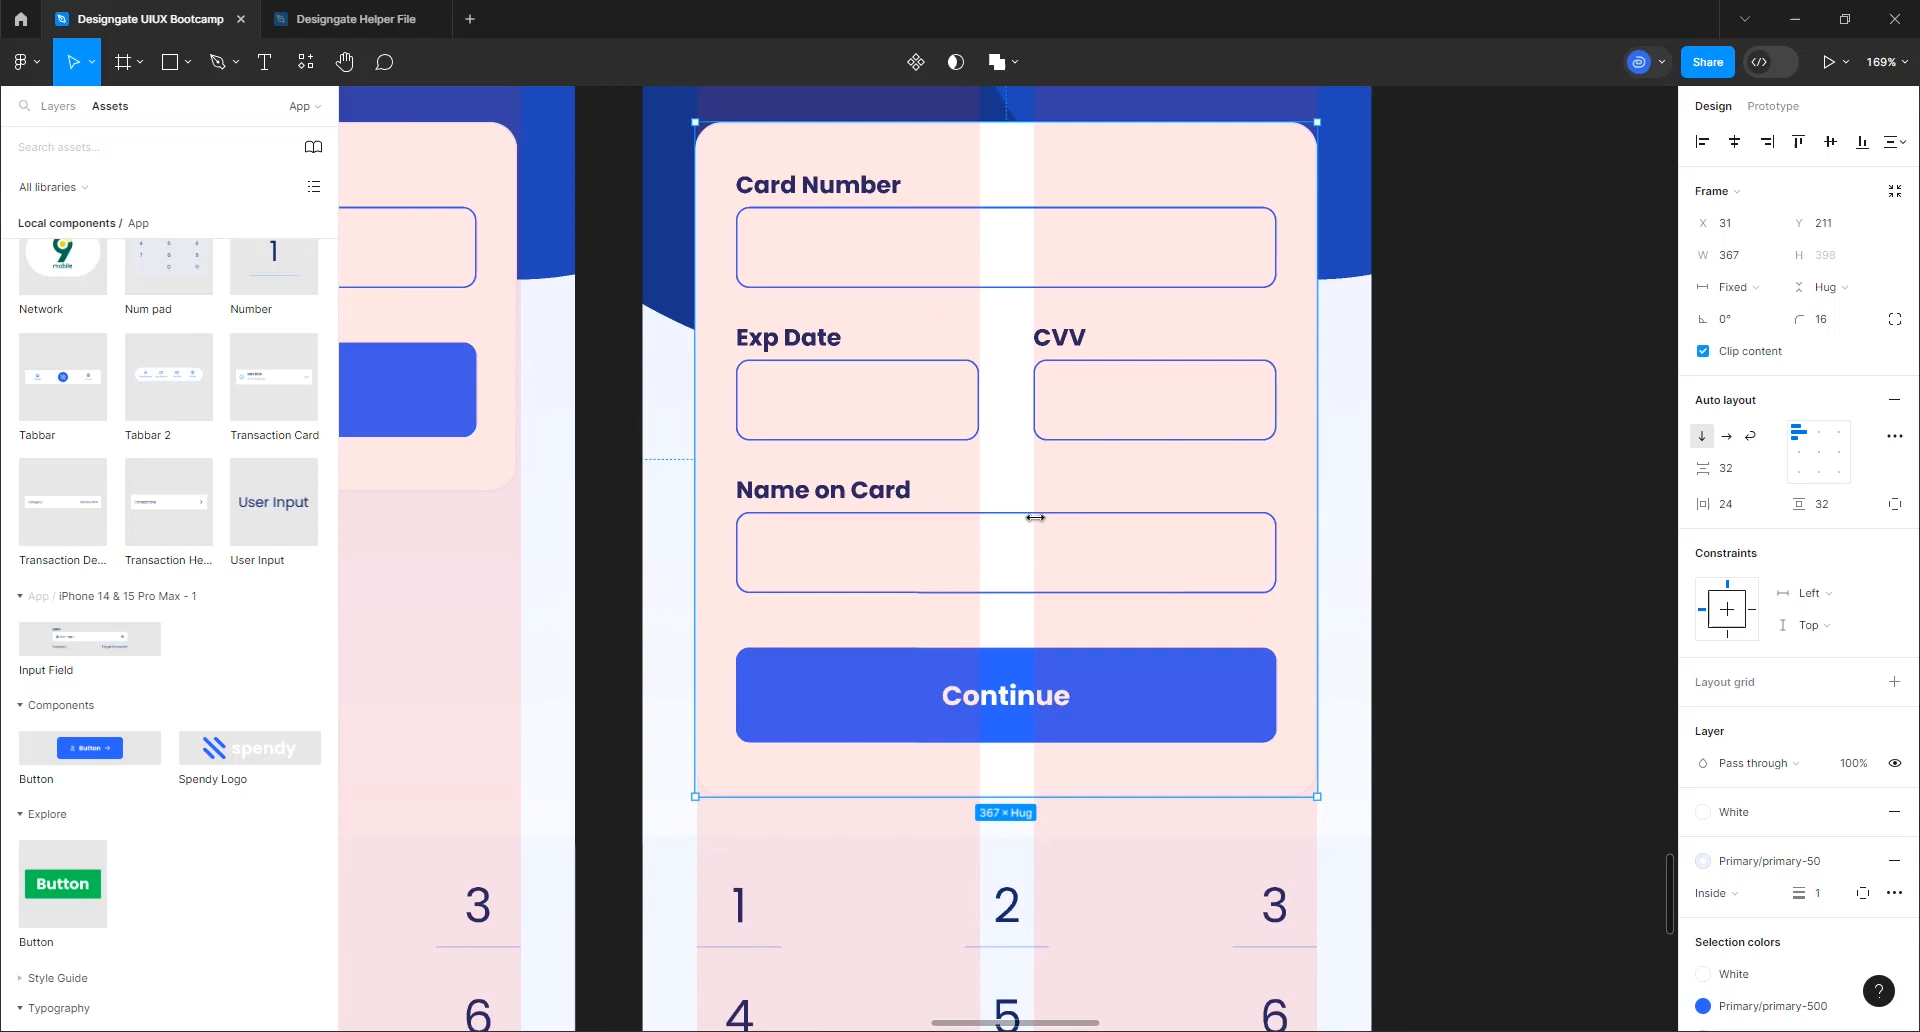 Designgate UIUX Bootcamp
Designgate Helper File
Share
169%
Layers
Assets
App
Search assets...
All libraries
Local components / App
9
mobile
1
Network
Num pad
Number
Tabbar
Tabbar 2
Transaction Card
User Input
Transaction De...
Transaction He...
User Input
App / iPhone 14 & 15 Pro Max - 1
Input Field
Components
Button
spendy
Button
Spendy Logo
Explore
Button
Button
Style Guide
Typography
3
6
Card Number
Exp Date
CVV
Name on Card
Continue
367 × Hug
1
2
3
4
5
6
Design
Prototype
Frame
X 31
Y 211
W 367
H 398
Fixed
Hug
0°
16
Clip content
Auto layout
32
24
32
Constraints
Left
Top
Layout grid
Layer
Pass through
100%
White
Primary/primary-50
Inside
1
Selection colors
White
Primary/primary-500
?